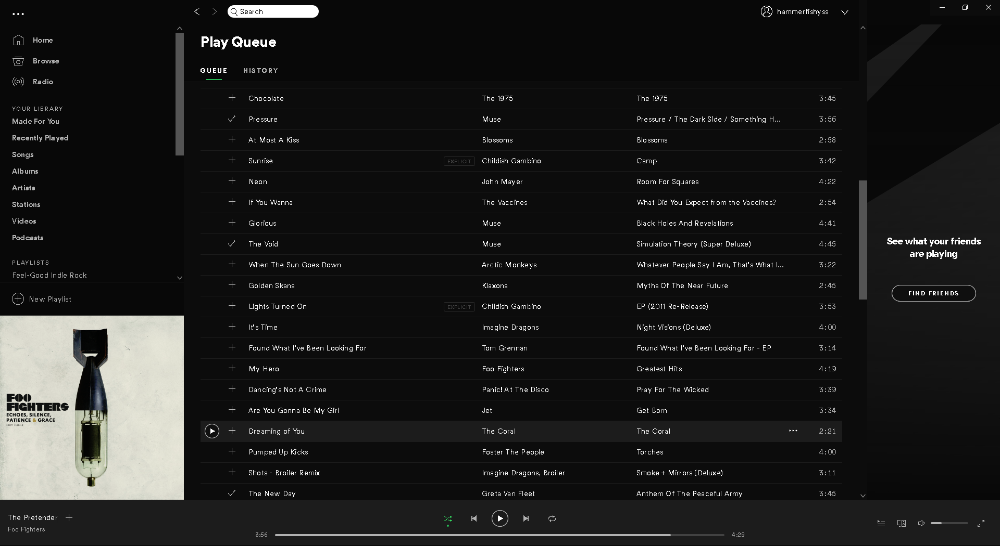 Search
hammerfishyss
Home
Browse
Radio
YOUR LIBRARY
Made For You
Recently Played
Songs
Albums
Artists
Stations
Videos
Podcasts
PLAYLISTS
Feel-Good Indie Rock
New Playlist
FOO
FIGHTERS
ECHOES, SILENCE,
PATIENCE & GRACE
Play Queue
QUEUE HISTORY
Chocolate The 1975 The 1975 3:45
Pressure Muse Pressure / The Dark Side / Something H... 3:56
At Most A Kiss Blossoms Blossoms 2:58
Sunrise EXPLICIT Childish Gambino Camp 3:42
Neon John Mayer Room For Squares 4:22
If You Wanna The Vaccines What Did You Expect from the Vaccines? 2:54
Glorious Muse Black Holes And Revelations 4:41
The Void Muse Simulation Theory (Super Deluxe) 4:45
When The Sun Goes Down Arctic Monkeys Whatever People Say I Am, That's What I... 3:22
Golden Skans Klaxons Myths Of The Near Future 2:45
Lights Turned On EXPLICIT Childish Gambino EP (2011 Re-Release) 3:53
It's Time Imagine Dragons Night Visions (Deluxe) 4:00
Found What I've Been Looking For Tom Grennan Found What I've Been Looking For - EP 3:14
My Hero Foo Fighters Greatest Hits 4:19
Dancing's Not A Crime Panic! At The Disco Pray For The Wicked 3:39
Are You Gonna Be My Girl Jet Get Born 3:34
Dreaming of You The Coral The Coral 2:21
Pumped Up Kicks Foster The People Torches 4:00
Shots - Broiler Remix Imagine Dragons, Broiler Smoke + Mirrors (Deluxe) 3:11
The New Day Greta Van Fleet Anthem Of The Peaceful Army 3:45
See what your friends
are playing
FIND FRIENDS
The Pretender
Foo Fighters
3:56 4:29